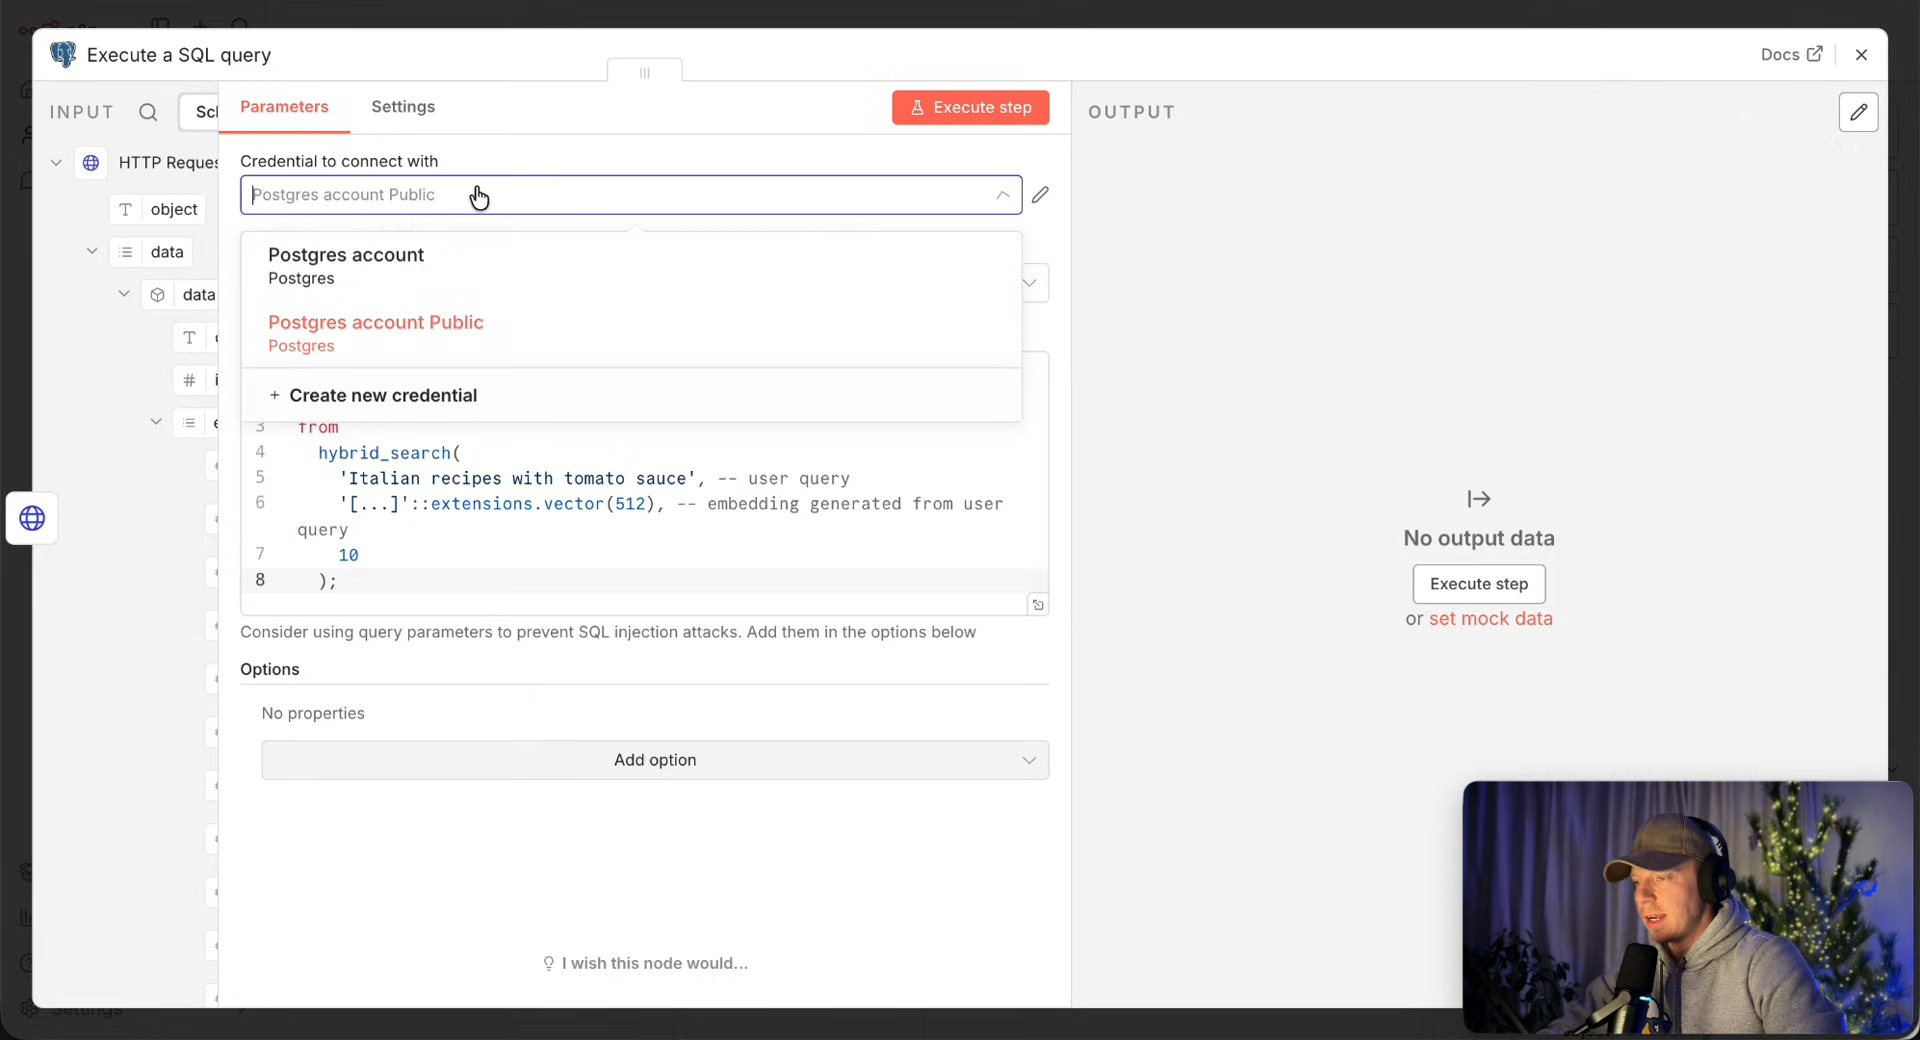 Execute a SQL query
Docs
INPUT
Sch
Parameters
Settings
Execute step
OUTPUT
HTTP Reques
object
data
data
Credential to connect with
Postgres account Public
Postgres account
Postgres
Postgres account Public
Postgres
+ Create new credential
3 from
4 hybrid_search(
5 'Italian recipes with tomato sauce', -- user query
6 '[...]'::extensions.vector(512), -- embedding generated from user
query
7 10
8 );
Consider using query parameters to prevent SQL injection attacks. Add them in the options below
Options
No properties
Add option
I wish this node would...
No output data
Execute step
or set mock data
Settings